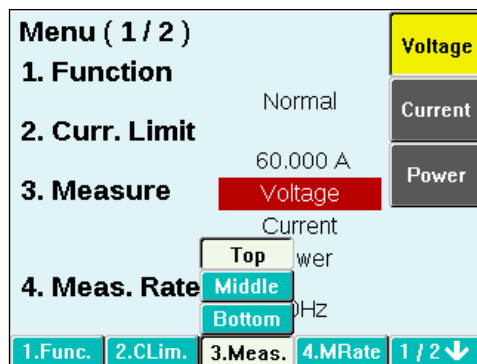 Menu ( 1 / 2 )
Voltage
1. Function
Normal
Current
2. Curr. Limit
60.000 A
Power
3. Measure
Voltage
Current
Top
wer
4. Meas. Rate
Middle
Bottom
Hz
1.Func. 2.CLim. 3.Meas. 4.MRate 1 / 2